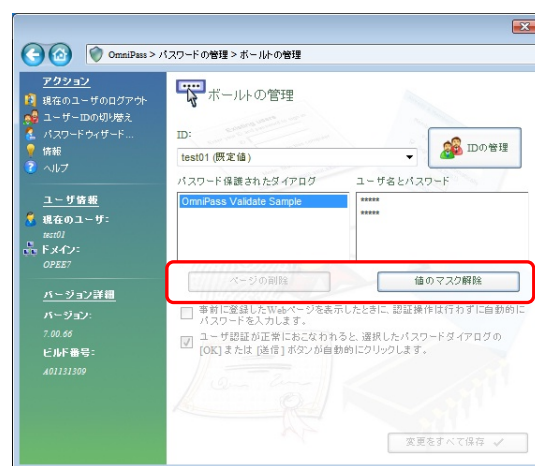 OmniPass > パスワードの管理 > ボールトの管理
アクション
現在のユーザのログアウト
ユーザーIDの切り替え
パスワードウィザード...
情報
ヘルプ
ユーザ情報
現在のユーザ:
test01
ドメイン:
OPEE7
バージョン詳細
バージョン:
7.00.66
ビルド番号:
A01131309
ボールトの管理
ID:
test01 (既定値)
IDの管理
パスワード保護されたダイアログ
ユーザ名とパスワード
OmniPass Validate Sample
*****
*****
ページの削除
値のマスク解除
事前に登録したWebページを表示したときに、認証操作は行わずに自動的に
パスワードを入力します。
ユーザ認証が正常におこなわれると、選択したパスワードダイアログの
[OK]または [送信] ボタンが自動的にクリックします。
変更をすべて保存